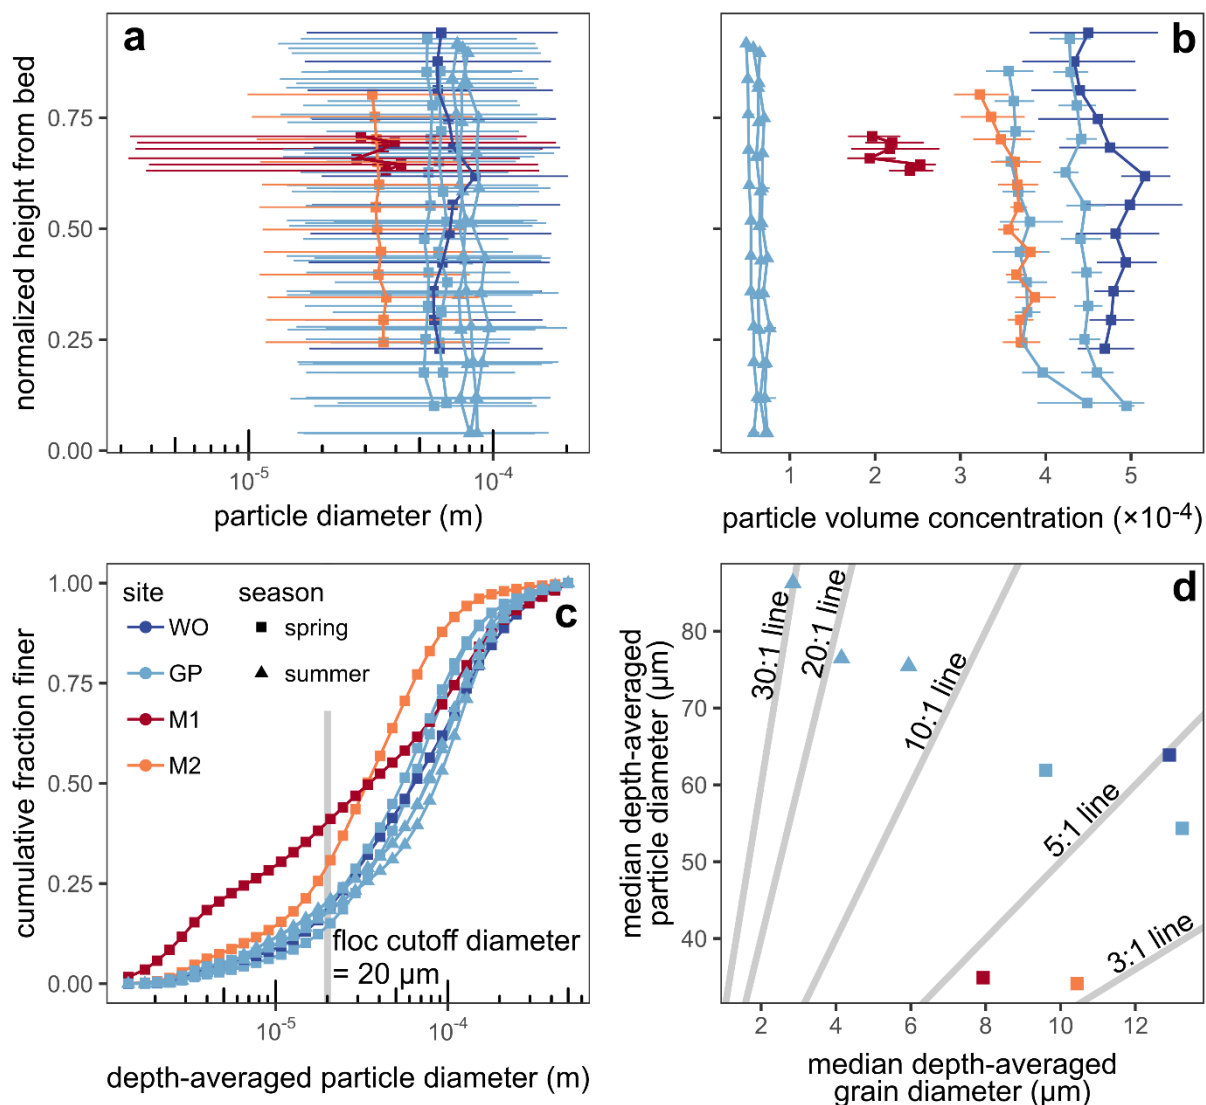 a
normalized height from bed
0.75
0.50
0.25
0.00
10⁻⁵
10⁻⁴
particle diameter (m)
b
1
2
3
4
5
particle volume concentration (×10⁻⁴)
c
cumulative fraction finer
1.00
0.75
0.50
0.25
0.00
site
WO
GP
M1
M2
season
spring
summer
floc cutoff diameter
= 20 µm
10⁻⁵
10⁻⁴
depth-averaged particle diameter (m)
d
median depth-averaged
particle diameter (µm)
80
70
60
50
40
30:1 line
20:1 line
10:1 line
5:1 line
3:1 line
2
4
6
8
10
12
median depth-averaged
grain diameter (µm)